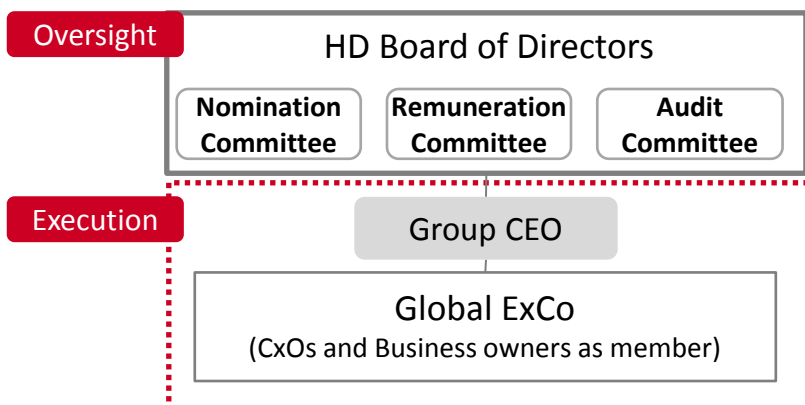 Oversight
HD Board of Directors
Nomination
Committee
Remuneration
Committee
Audit
Committee
Execution
Group CEO
Global ExCo
(CxOs and Business owners as member)